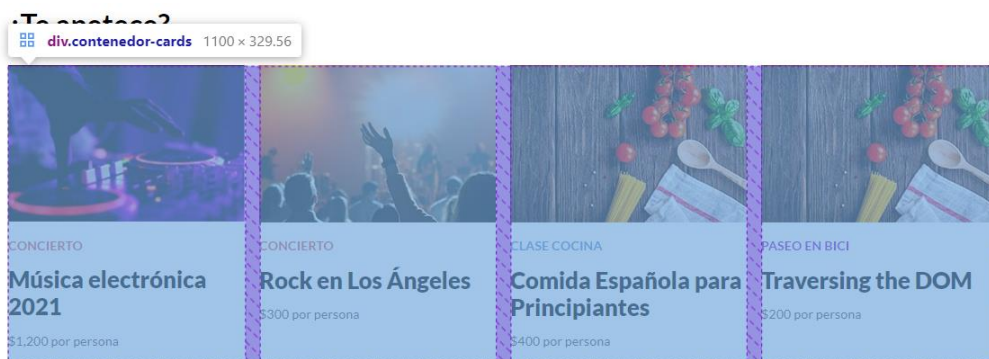 ¿Te apetece?
div.contenedor-cards 1100 × 329.56
CONCIERTO
Música electrónica
2021
$1,200 por persona
CONCIERTO
Rock en Los Ángeles
$300 por persona
CLASE COCINA
Comida Española para
Principiantes
$400 por persona
PASEO EN BICI
Traversing the DOM
$200 por persona